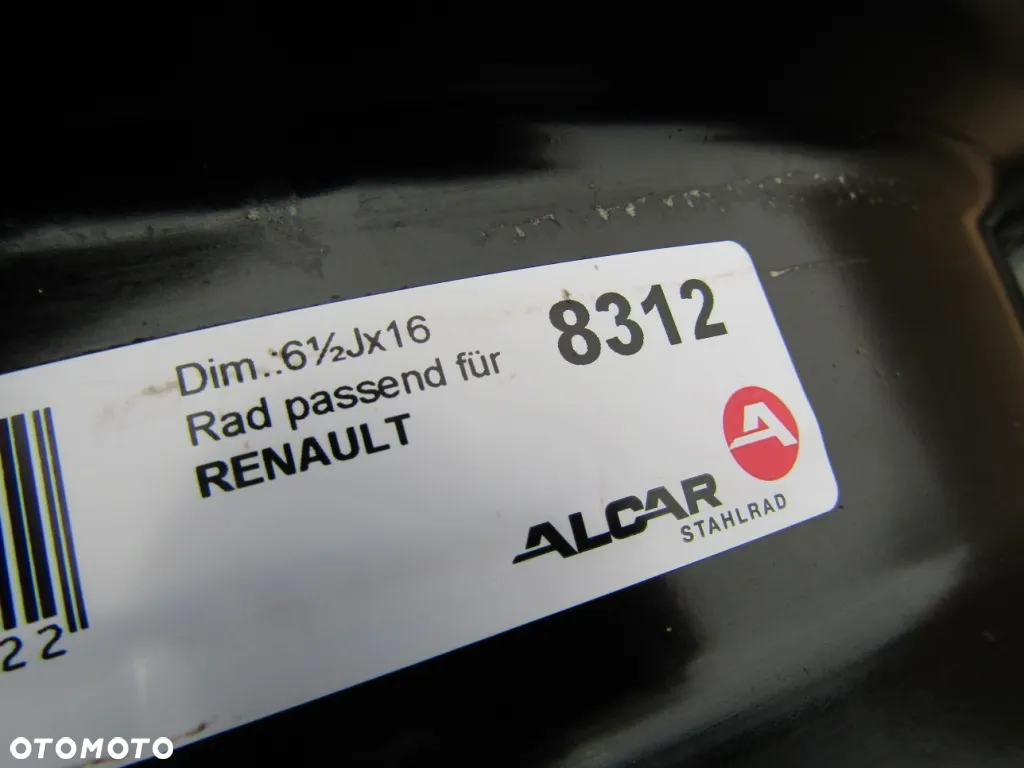 Dim.:6½Jx16
Rad passend für
RENAULT
8312
ALCAR
STAHLRAD
22
OTOMOTO